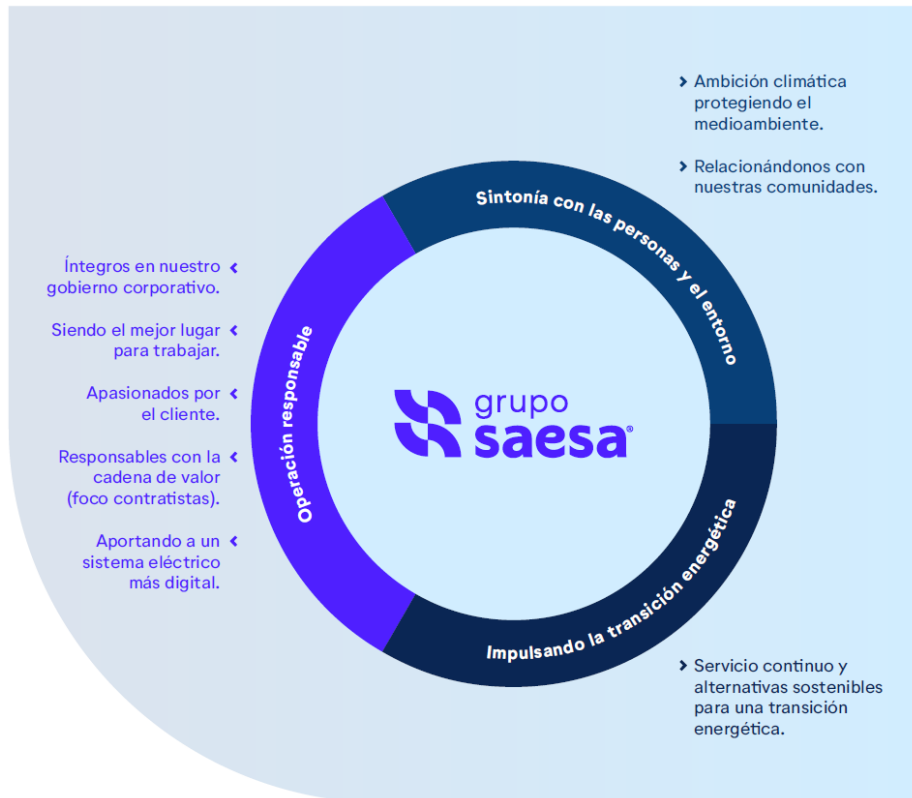 Ambición climática
protegiendo el
medioambiente.
Relacionándonos con
nuestras comunidades.
Sintonía con las personas y el entorno
Íntegros en nuestro
gobierno corporativo.
Siendo el mejor lugar
para trabajar.
Apasionados por
el cliente.
Responsables con la
cadena de valor
(foco contratistas).
Aportando a un
sistema eléctrico
más digital.
Operación responsable
grupo
saesa®
Impulsando la transición energética
Servicio continuo y
alternativas sostenibles
para una transición
energética.